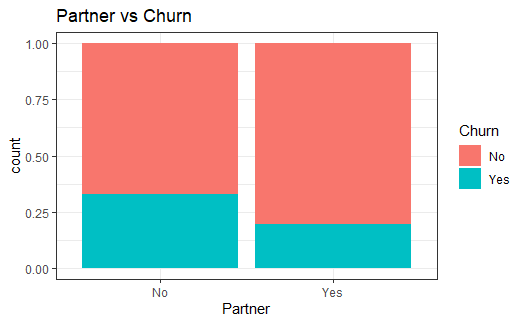 Partner vs Churn
1.00
0.75
0.50
0.25
0.00
count
No
Yes
Partner
Churn
No
Yes